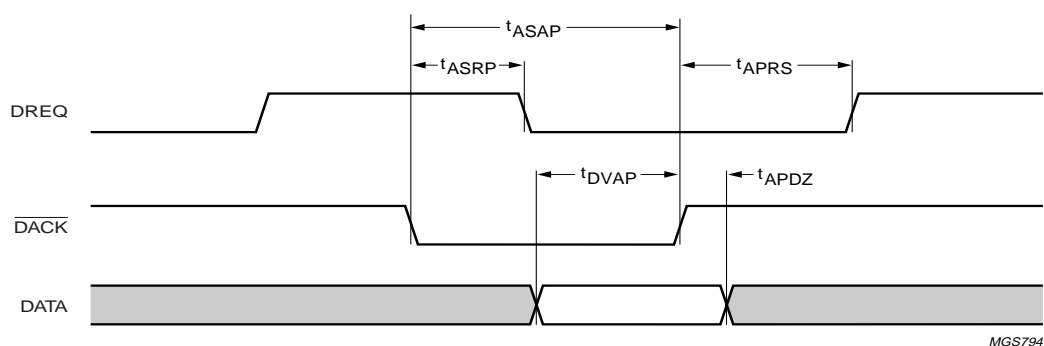 tASAP
tASRP
tAPRS
DREQ
tDVAP
tAPDZ
DACK
DATA
MGS794